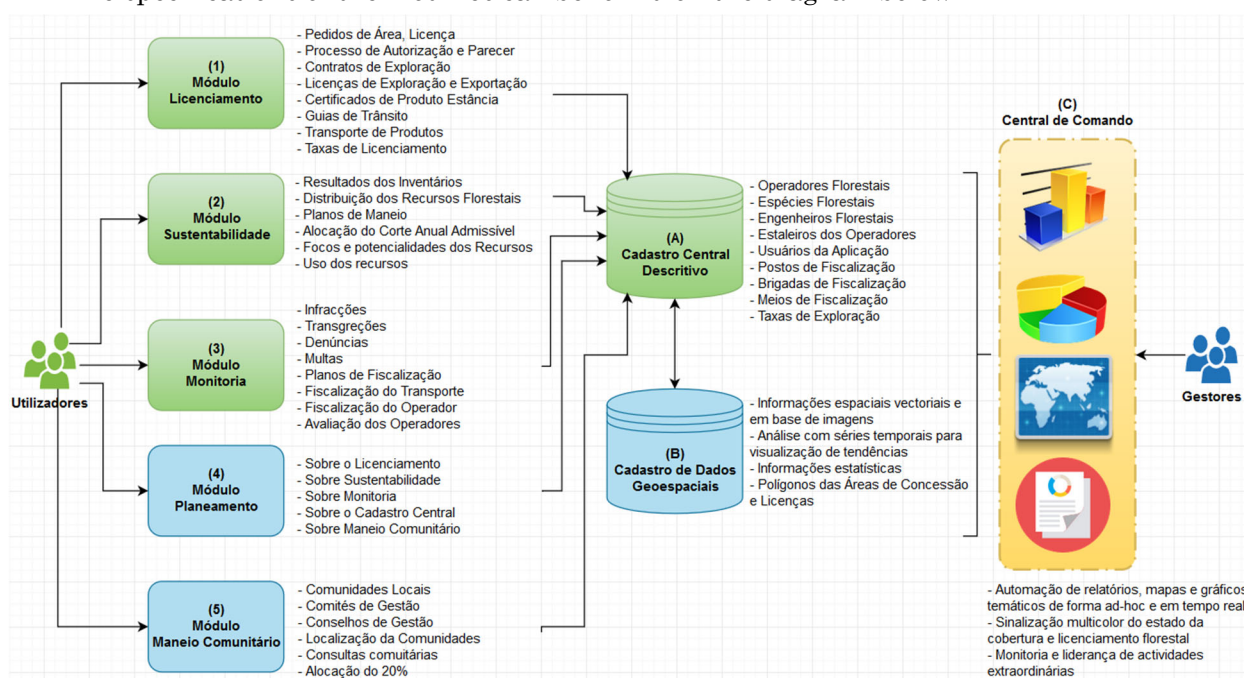 (1)
Módulo
Licenciamento
- Pedidos de Área, Licença
- Processo de Autorização e Parecer
- Contratos de Exploração
- Licenças de Exploração e Exportação
- Certificados de Produto Estância
- Guias de Trânsito
- Transporte de Produtos
- Taxas de Licenciamento
(2)
Módulo
Sustentabilidade
- Resultados dos Inventários
- Distribuição dos Recursos Florestais
- Planos de Maneio
- Alocação do Corte Anual Admissível
- Focos e potencialidades dos Recursos
- Uso dos recursos
(3)
Módulo
Monitoria
- Infracções
- Transgreções
- Denúncias
- Multas
- Planos de Fiscalização
- Fiscalização do Transporte
- Fiscalização do Operador
- Avaliação dos Operadores
Utilizadores
(4)
Módulo
Planeamento
- Sobre o Licenciamento
- Sobre Sustentabilidade
- Sobre Monitoria
- Sobre o Cadastro Central
- Sobre Maneio Comunitário
(5)
Módulo
Maneio Comunitário
- Comunidades Locais
- Comités de Gestão
- Conselhos de Gestão
- Localização da Comunidades
- Consultas comuitárias
- Alocação do 20%
(A)
Cadastro Central
Descritivo
- Operadores Florestais
- Espécies Florestais
- Engenheiros Florestais
- Estaleiros dos Operadores
- Usuários da Aplicação
- Postos de Fiscalização
- Brigadas de Fiscalização
- Meios de Fiscalização
- Taxas de Exploração
(B)
Cadastro de Dados
Geoespaciais
- Informações espaciais vectoriais e
em base de imagens
- Análise com séries temporais para
visualização de tendências
- Informações estatísticas
- Polígonos das Áreas de Concessão
e Licenças
(C)
Central de Comando
Gestores
- Automação de relatórios, mapas e gráficos
temáticos de forma ad-hoc e em tempo real
- Sinalização multicolor do estado da
cobertura e licenciamento florestal
- Monitoria e liderança de actividades
extraordinárias